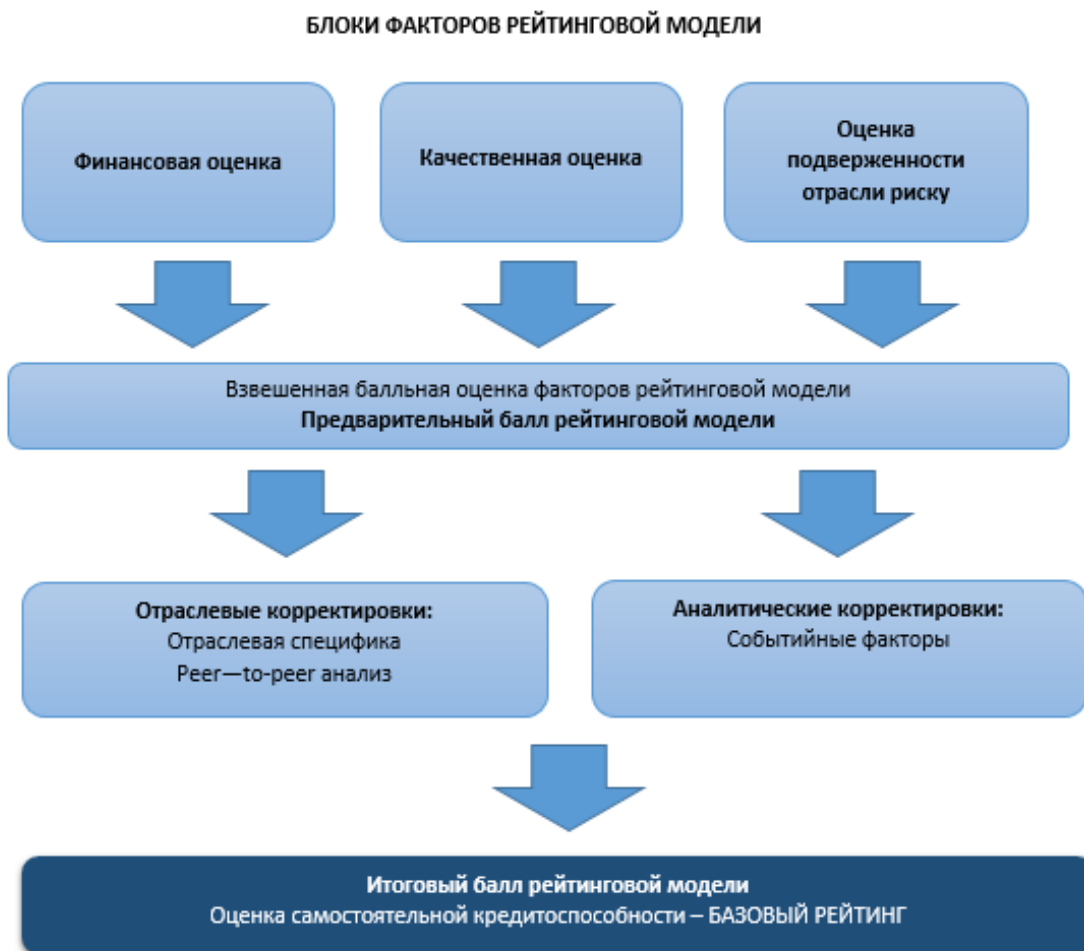 БЛОКИ ФАКТОРОВ РЕЙТИНГОВОЙ МОДЕЛИ
Финансовая оценка
Качественная оценка
Оценка
подверженности
отрасли риску
Взвешенная балльная оценка факторов рейтинговой модели
Предварительный балл рейтинговой модели
Отраслевые корректировки:
Отраслевая специфика
Peer—to-peer анализ
Аналитические корректировки:
Событийные факторы
Итоговый балл рейтинговой модели
Оценка самостоятельной кредитоспособности – БАЗОВЫЙ РЕЙТИНГ